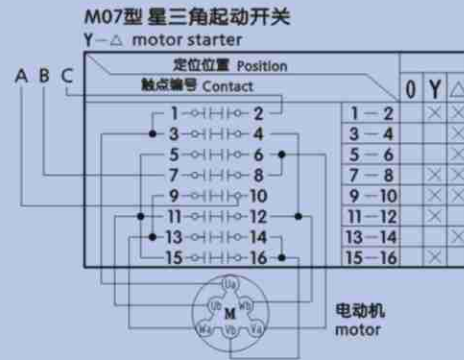 M07型 星三角起动开关
Y-△ motor starter
定位位置 Position
触点编号 Contact
0 Y △
A B C
1 2 1-2 × ×
3 4 3-4 ×
5 6 5-6 ×
7 8 7-8 × ×
9 10 9-10 × ×
11 12 11-12 ×
13 14 13-14 ×
15 16 15-16 ×
Ua
Ub Wb
M
Wa Vb Va
电动机
motor